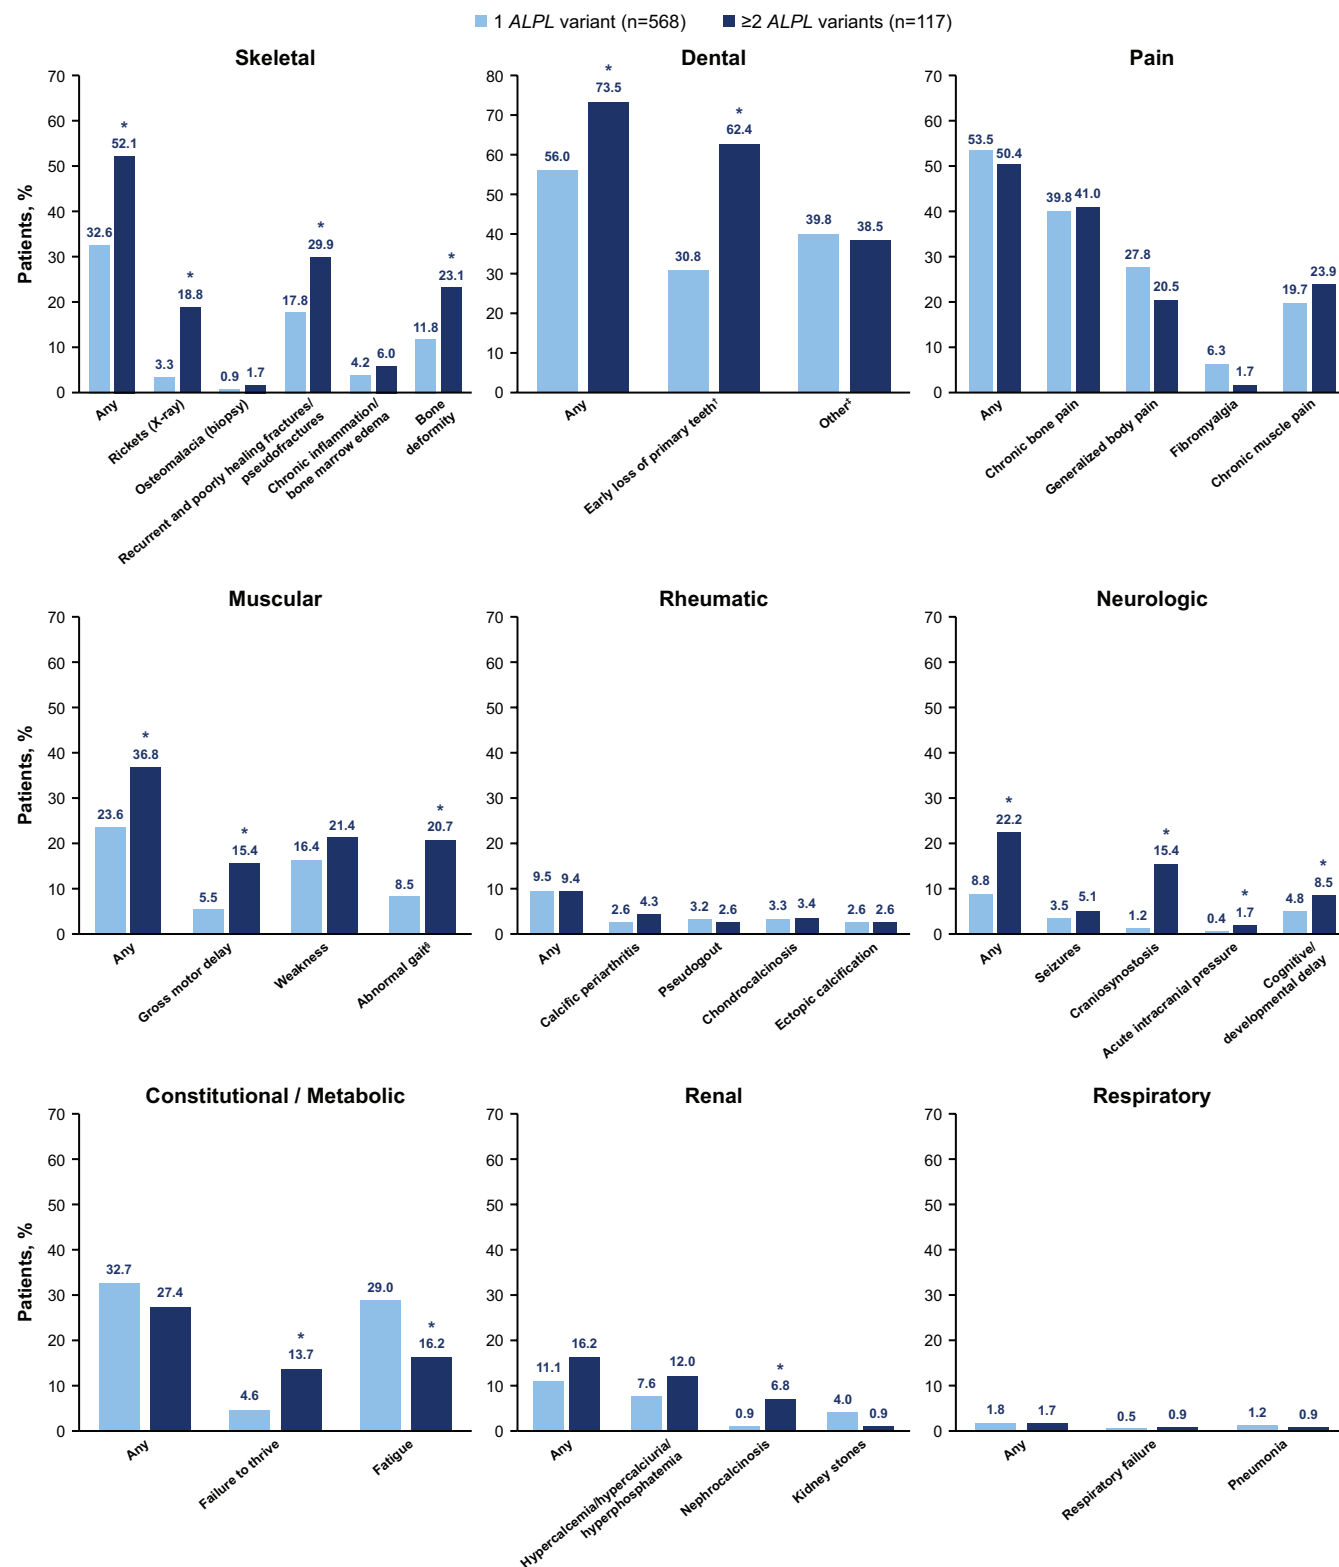 1 ALPL variant (n=568) ≥2 ALPL variants (n=117)
Skeletal
Patients, %
70
60
50
40
30
20
10
0
32.6
*
52.1
3.3
*
18.8
0.9
1.7
17.8
*
29.9
4.2
6.0
11.8
*
23.1
Any
Rickets (X-ray)
Osteomalacia (biopsy)
Recurrent and poorly healing fractures/
pseudofractures
Chronic inflammation/
bone marrow edema
Bone
deformity
Dental
80
70
60
50
40
30
20
10
0
56.0
*
73.5
30.8
*
62.4
39.8
38.5
Any
Early loss of primary teeth†
Other‡
Pain
70
60
50
40
30
20
10
0
53.5
50.4
39.8
41.0
27.8
20.5
6.3
1.7
19.7
23.9
Any
Chronic bone pain
Generalized body pain
Fibromyalgia
Chronic muscle pain
Muscular
Patients, %
70
60
50
40
30
20
10
0
23.6
*
36.8
5.5
*
15.4
16.4
21.4
8.5
*
20.7
Any
Gross motor delay
Weakness
Abnormal gait§
Rheumatic
70
60
50
40
30
20
10
0
9.5
9.4
2.6
4.3
3.2
2.6
3.3
3.4
2.6
2.6
Any
Calcific periarthritis
Pseudogout
Chondrocalcinosis
Ectopic calcification
Neurologic
70
60
50
40
30
20
10
0
8.8
*
22.2
3.5
5.1
1.2
*
15.4
0.4
*
1.7
4.8
*
8.5
Any
Seizures
Craniosynostosis
Acute intracranial pressure
Cognitive/
developmental delay
Constitutional / Metabolic
Patients, %
70
60
50
40
30
20
10
0
32.7
27.4
4.6
*
13.7
29.0
*
16.2
Any
Failure to thrive
Fatigue
Renal
70
60
50
40
30
20
10
0
11.1
16.2
7.6
12.0
0.9
*
6.8
4.0
0.9
Any
Hypercalcemia/hypercalciuria/
hyperphosphatemia
Nephrocalcinosis
Kidney stones
Respiratory
70
60
50
40
30
20
10
0
1.8
1.7
0.5
0.9
1.2
0.9
Any
Respiratory failure
Pneumonia